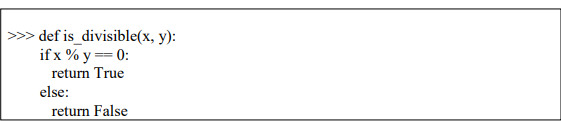 >>> def is_divisible(x, y):
if x % y == 0:
return True
else:
return False